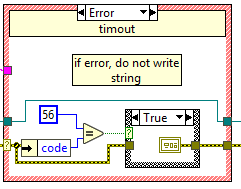 Error
timout
if error, do not write
string
56
True
code
=
?
?